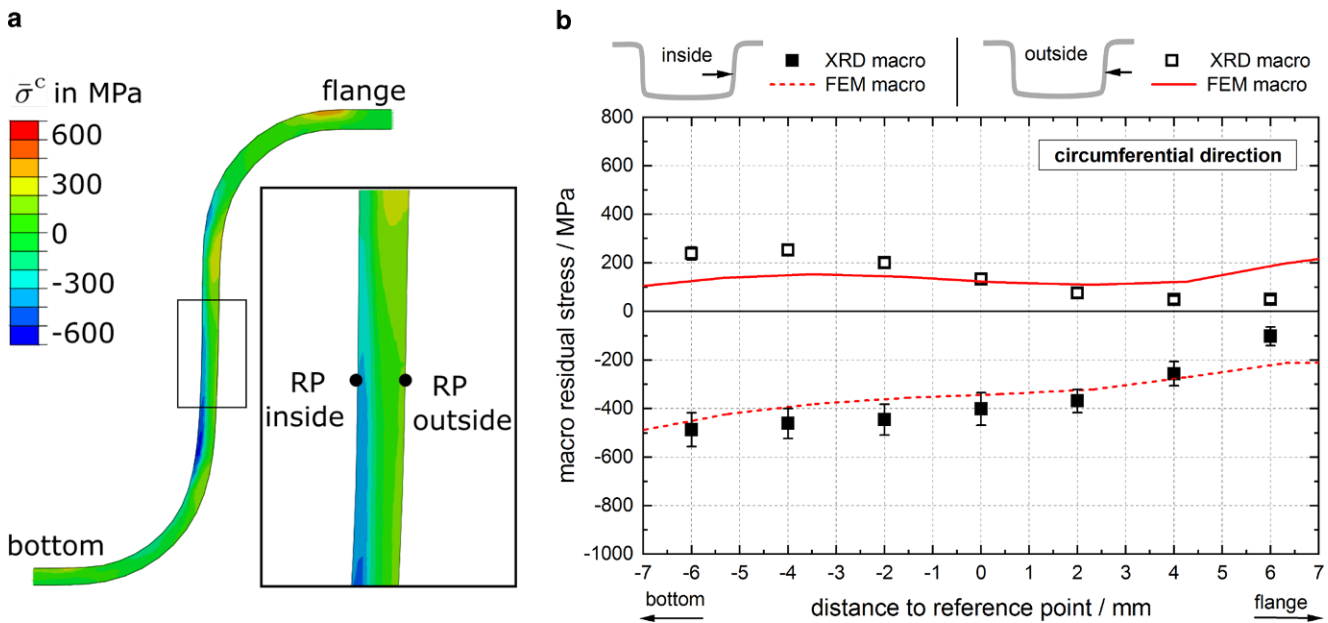 a
σ̄ᶜ in MPa
600
300
0
-300
-600
flange
RP
inside
RP
outside
bottom
b
inside
XRD macro
FEM macro
outside
XRD macro
FEM macro
circumferential direction
macro residual stress / MPa
800
600
400
200
0
-200
-400
-600
-800
-1000
-7 -6 -5 -4 -3 -2 -1 0 1 2 3 4 5 6 7
bottom
distance to reference point / mm
flange